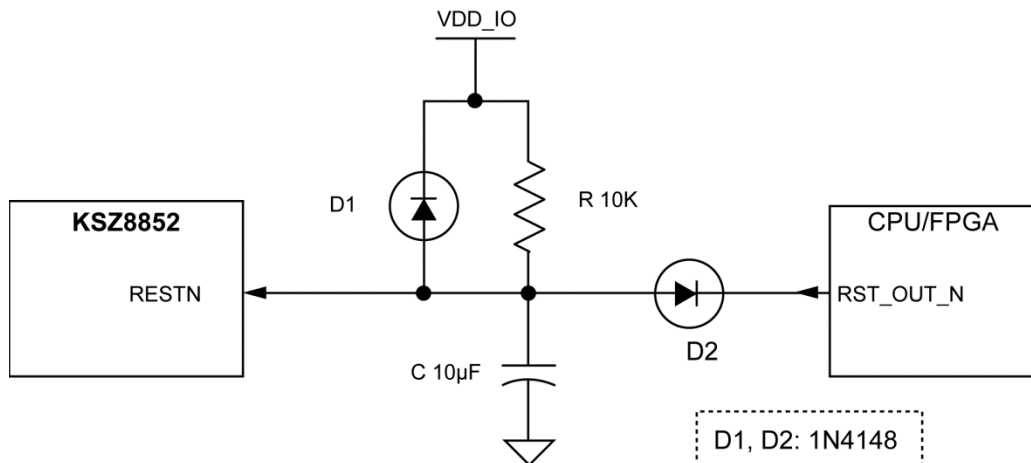 VDD_IO
D1
R 10K
KSZ8852
CPU/FPGA
RESTN
RST_OUT_N
D2
C 10µF
D1, D2: 1N4148